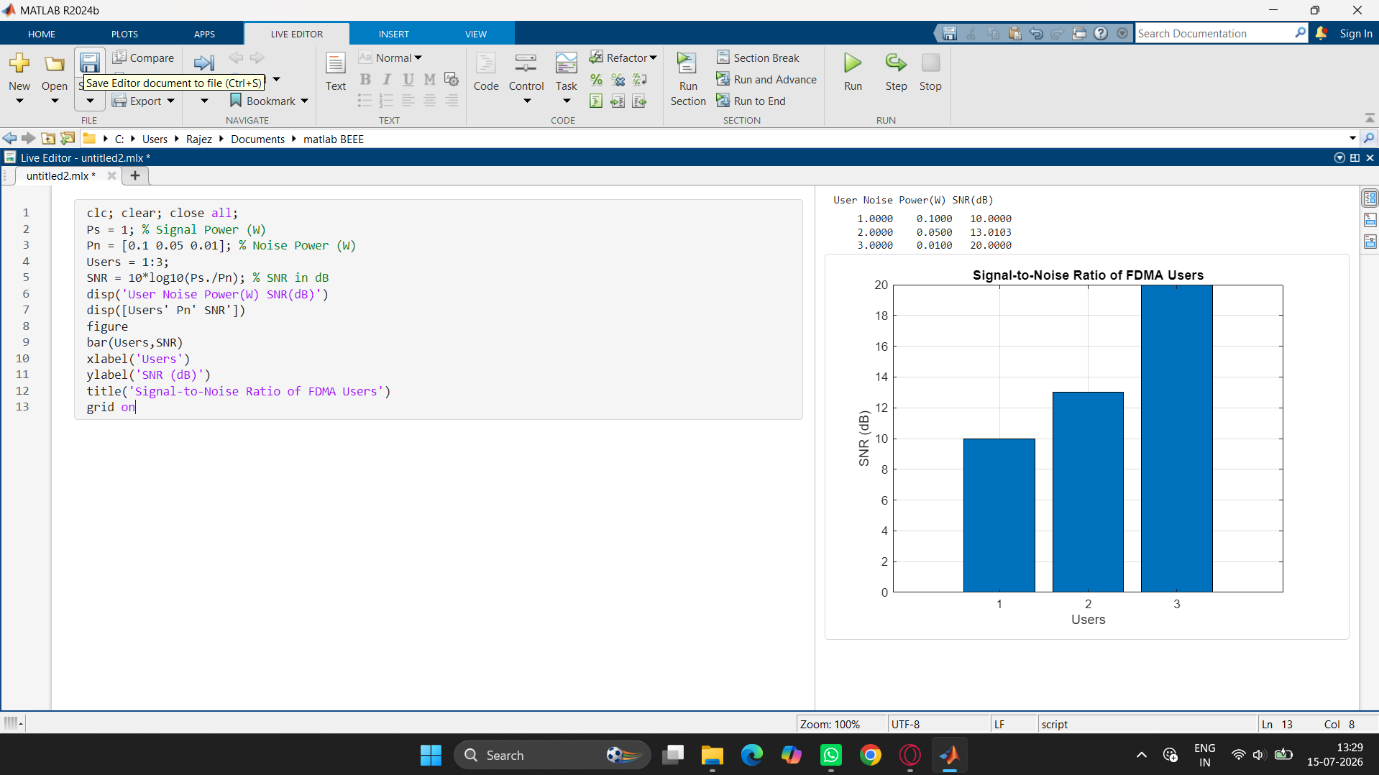 MATLAB R2024b
HOME PLOTS APPS LIVE EDITOR INSERT VIEW Search Documentation Sign In
Compare Normal Refactor Section Break
New Open Text Code Control Task Run Section Run and Advance Run Step Stop
Save Editor document to file (Ctrl+S)
B I U M
Export Bookmark Run to End
FILE NAVIGATE TEXT CODE SECTION RUN
C: Users Rajez Documents matlab BEEE
Live Editor - untitled2.mlx *
untitled2.mlx *
1 clc; clear; close all;
2 Ps = 1; % Signal Power (W)
3 Pn = [0.1 0.05 0.01]; % Noise Power (W)
4 Users = 1:3;
5 SNR = 10*log10(Ps./Pn); % SNR in dB
6 disp('User Noise Power(W) SNR(dB)')
7 disp([Users' Pn' SNR'])
8 figure
9 bar(Users,SNR)
10 xlabel('Users')
11 ylabel('SNR (dB)')
12 title('Signal-to-Noise Ratio of FDMA Users')
13 grid on
User Noise Power(W) SNR(dB)
1.0000 0.1000 10.0000
2.0000 0.0500 13.0103
3.0000 0.0100 20.0000
Signal-to-Noise Ratio of FDMA Users
20
18
16
14
12
10
8
6
4
2
0
SNR (dB)
1 2 3
Users
Zoom: 100% UTF-8 LF script Ln 13 Col 8
Search
ENG
IN
13:29
15-07-2026